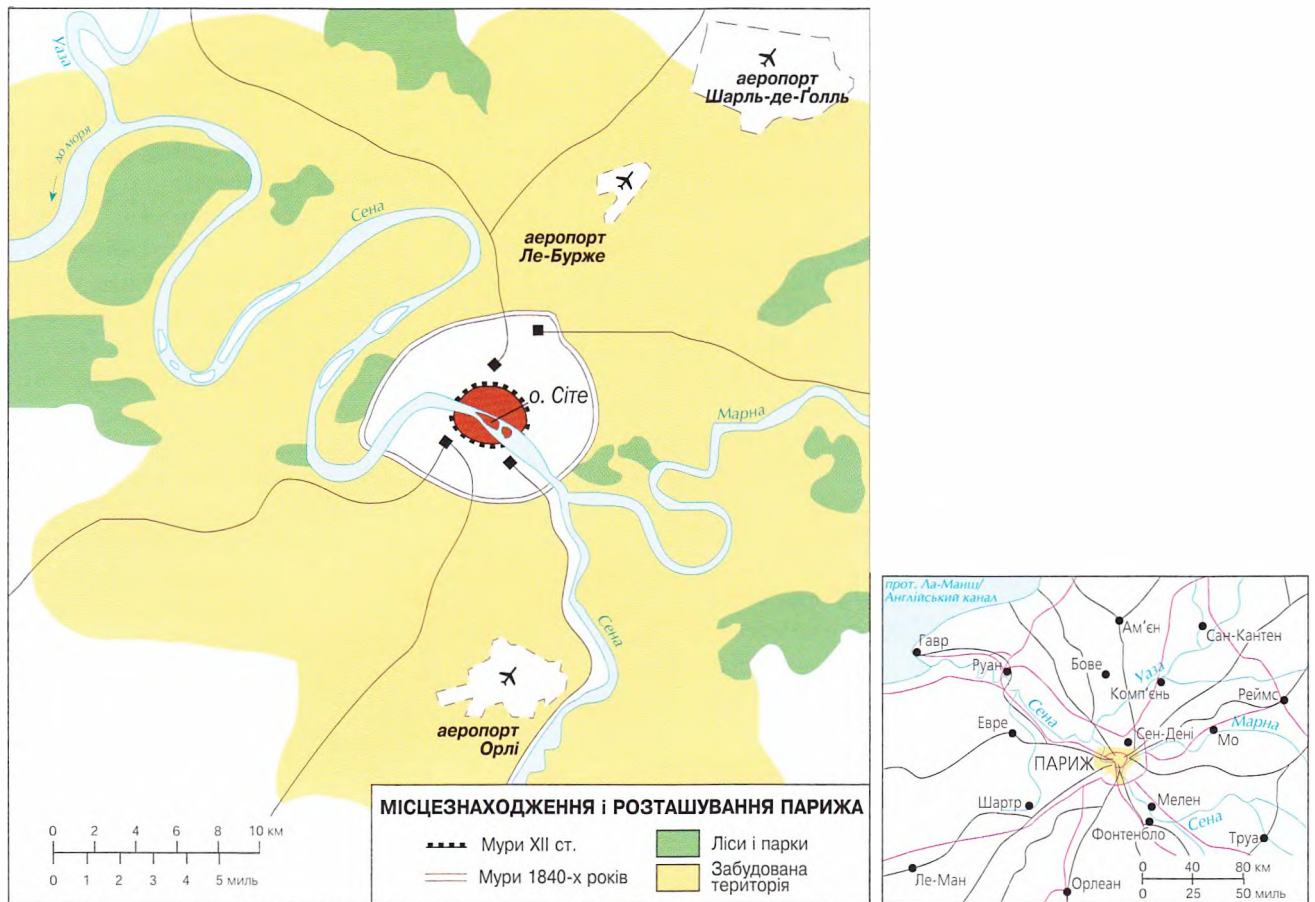 Уаза
до моря
Сена
аеропорт
Шарль-де-Ґолль
аеропорт
Ле-Бурже
о. Сіте
Марна
Сена
аеропорт
Орлі
0 2 4 6 8 10 км
0 1 2 3 4 5 миль
МІСЦЕЗНАХОДЖЕННЯ і РОЗТАШУВАННЯ ПАРИЖА
Мури XII ст.
Ліси і парки
Мури 1840-х років
Забудована
територія
прот. Ла-Манш/
Англійський канал
Гавр
Ам'єн
Сан-Кантен
Руан
Бове
Уаза
Комп'єнь
Реймс
Сена
Марна
Евре
Сен-Дені
Мо
ПАРИЖ
Шартр
Мелен
Фонтенбло
Сена
Труа
Ле-Ман
Орлеан
0 40 80 км
0 25 50 миль